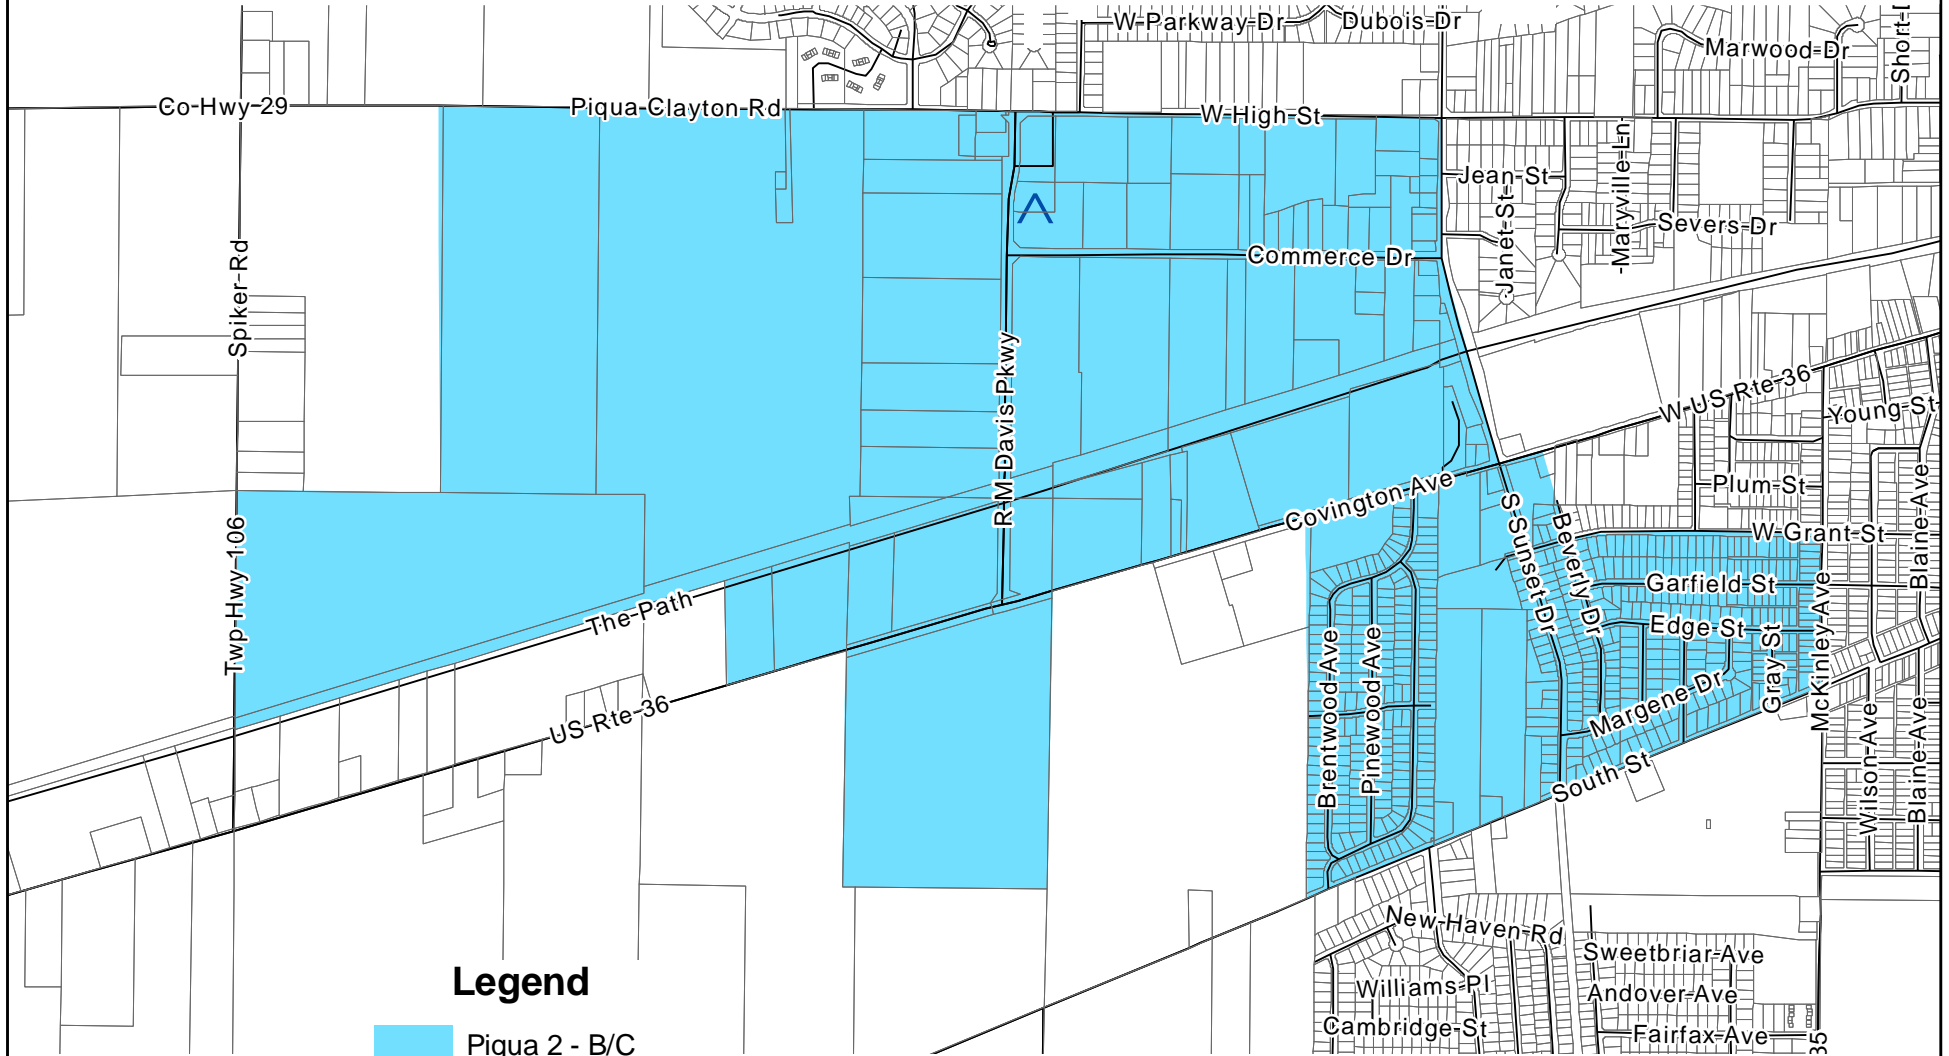 W Parkway Dr
Dubois Dr
Marwood Dr
Co Hwy 29
Piqua Clayton Rd
W High St
Jean St
Janet St
Maryville Ln
Severs Dr
Spiker Rd
Commerce Dr
R M Davis Pkwy
W US Rte 36
Young St
Covington Ave
Plum St
S Sunset Dr
Beverly Dr
W Grant St
Blaine Ave
Twp Hwy 106
The Path
Garfield St
Edge St
Gray St
McKinley Ave
Brentwood Ave
Pinewood Ave
US Rte 36
Margene Dr
South St
Wilson Ave
Blaine Ave
New Haven Rd
Sweetbriar Ave
Williams Pl
Andover Ave
Cambridge St
Fairfax Ave
Legend
Piqua 2 - B/C